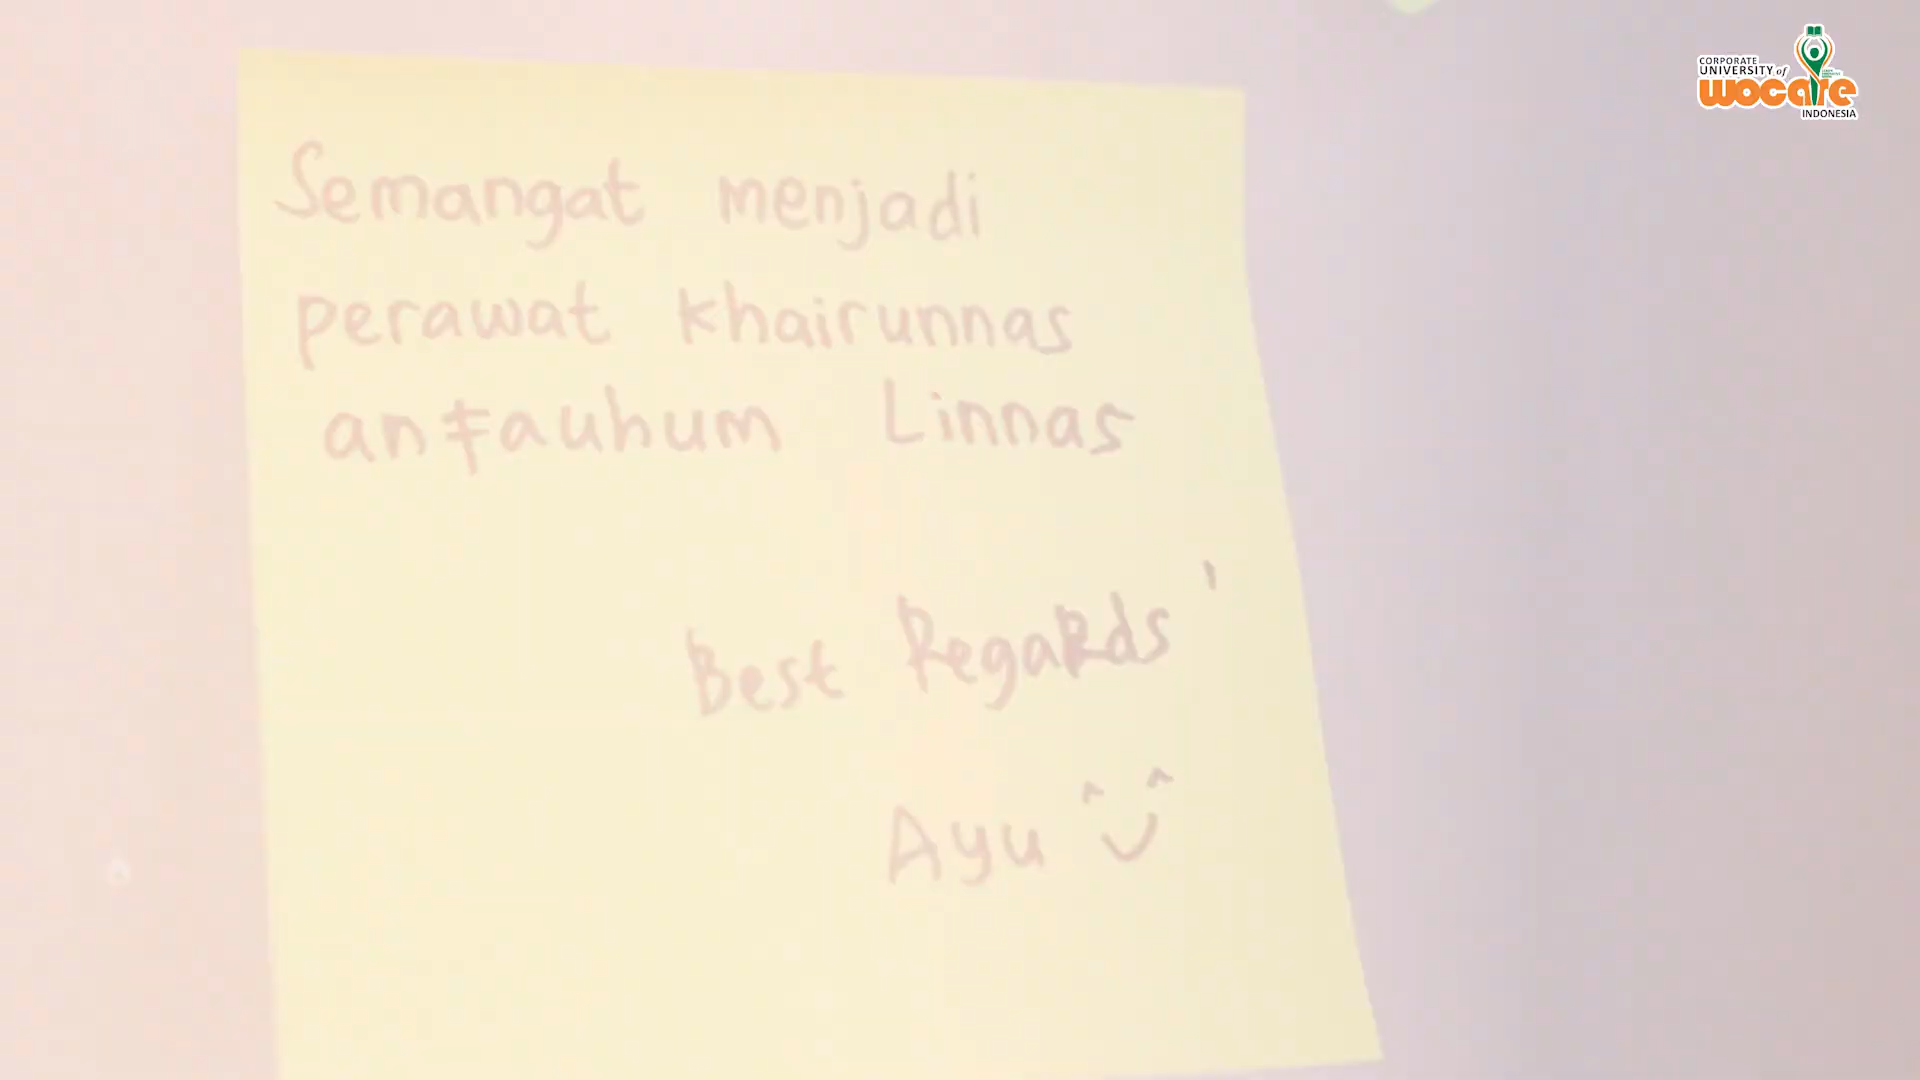 Semangat menjadi
perawat khairunnas
anfauhum Linnas
Best Regards '
Ayu
CORPORATE
UNIVERSITY of
wocare
INDONESIA